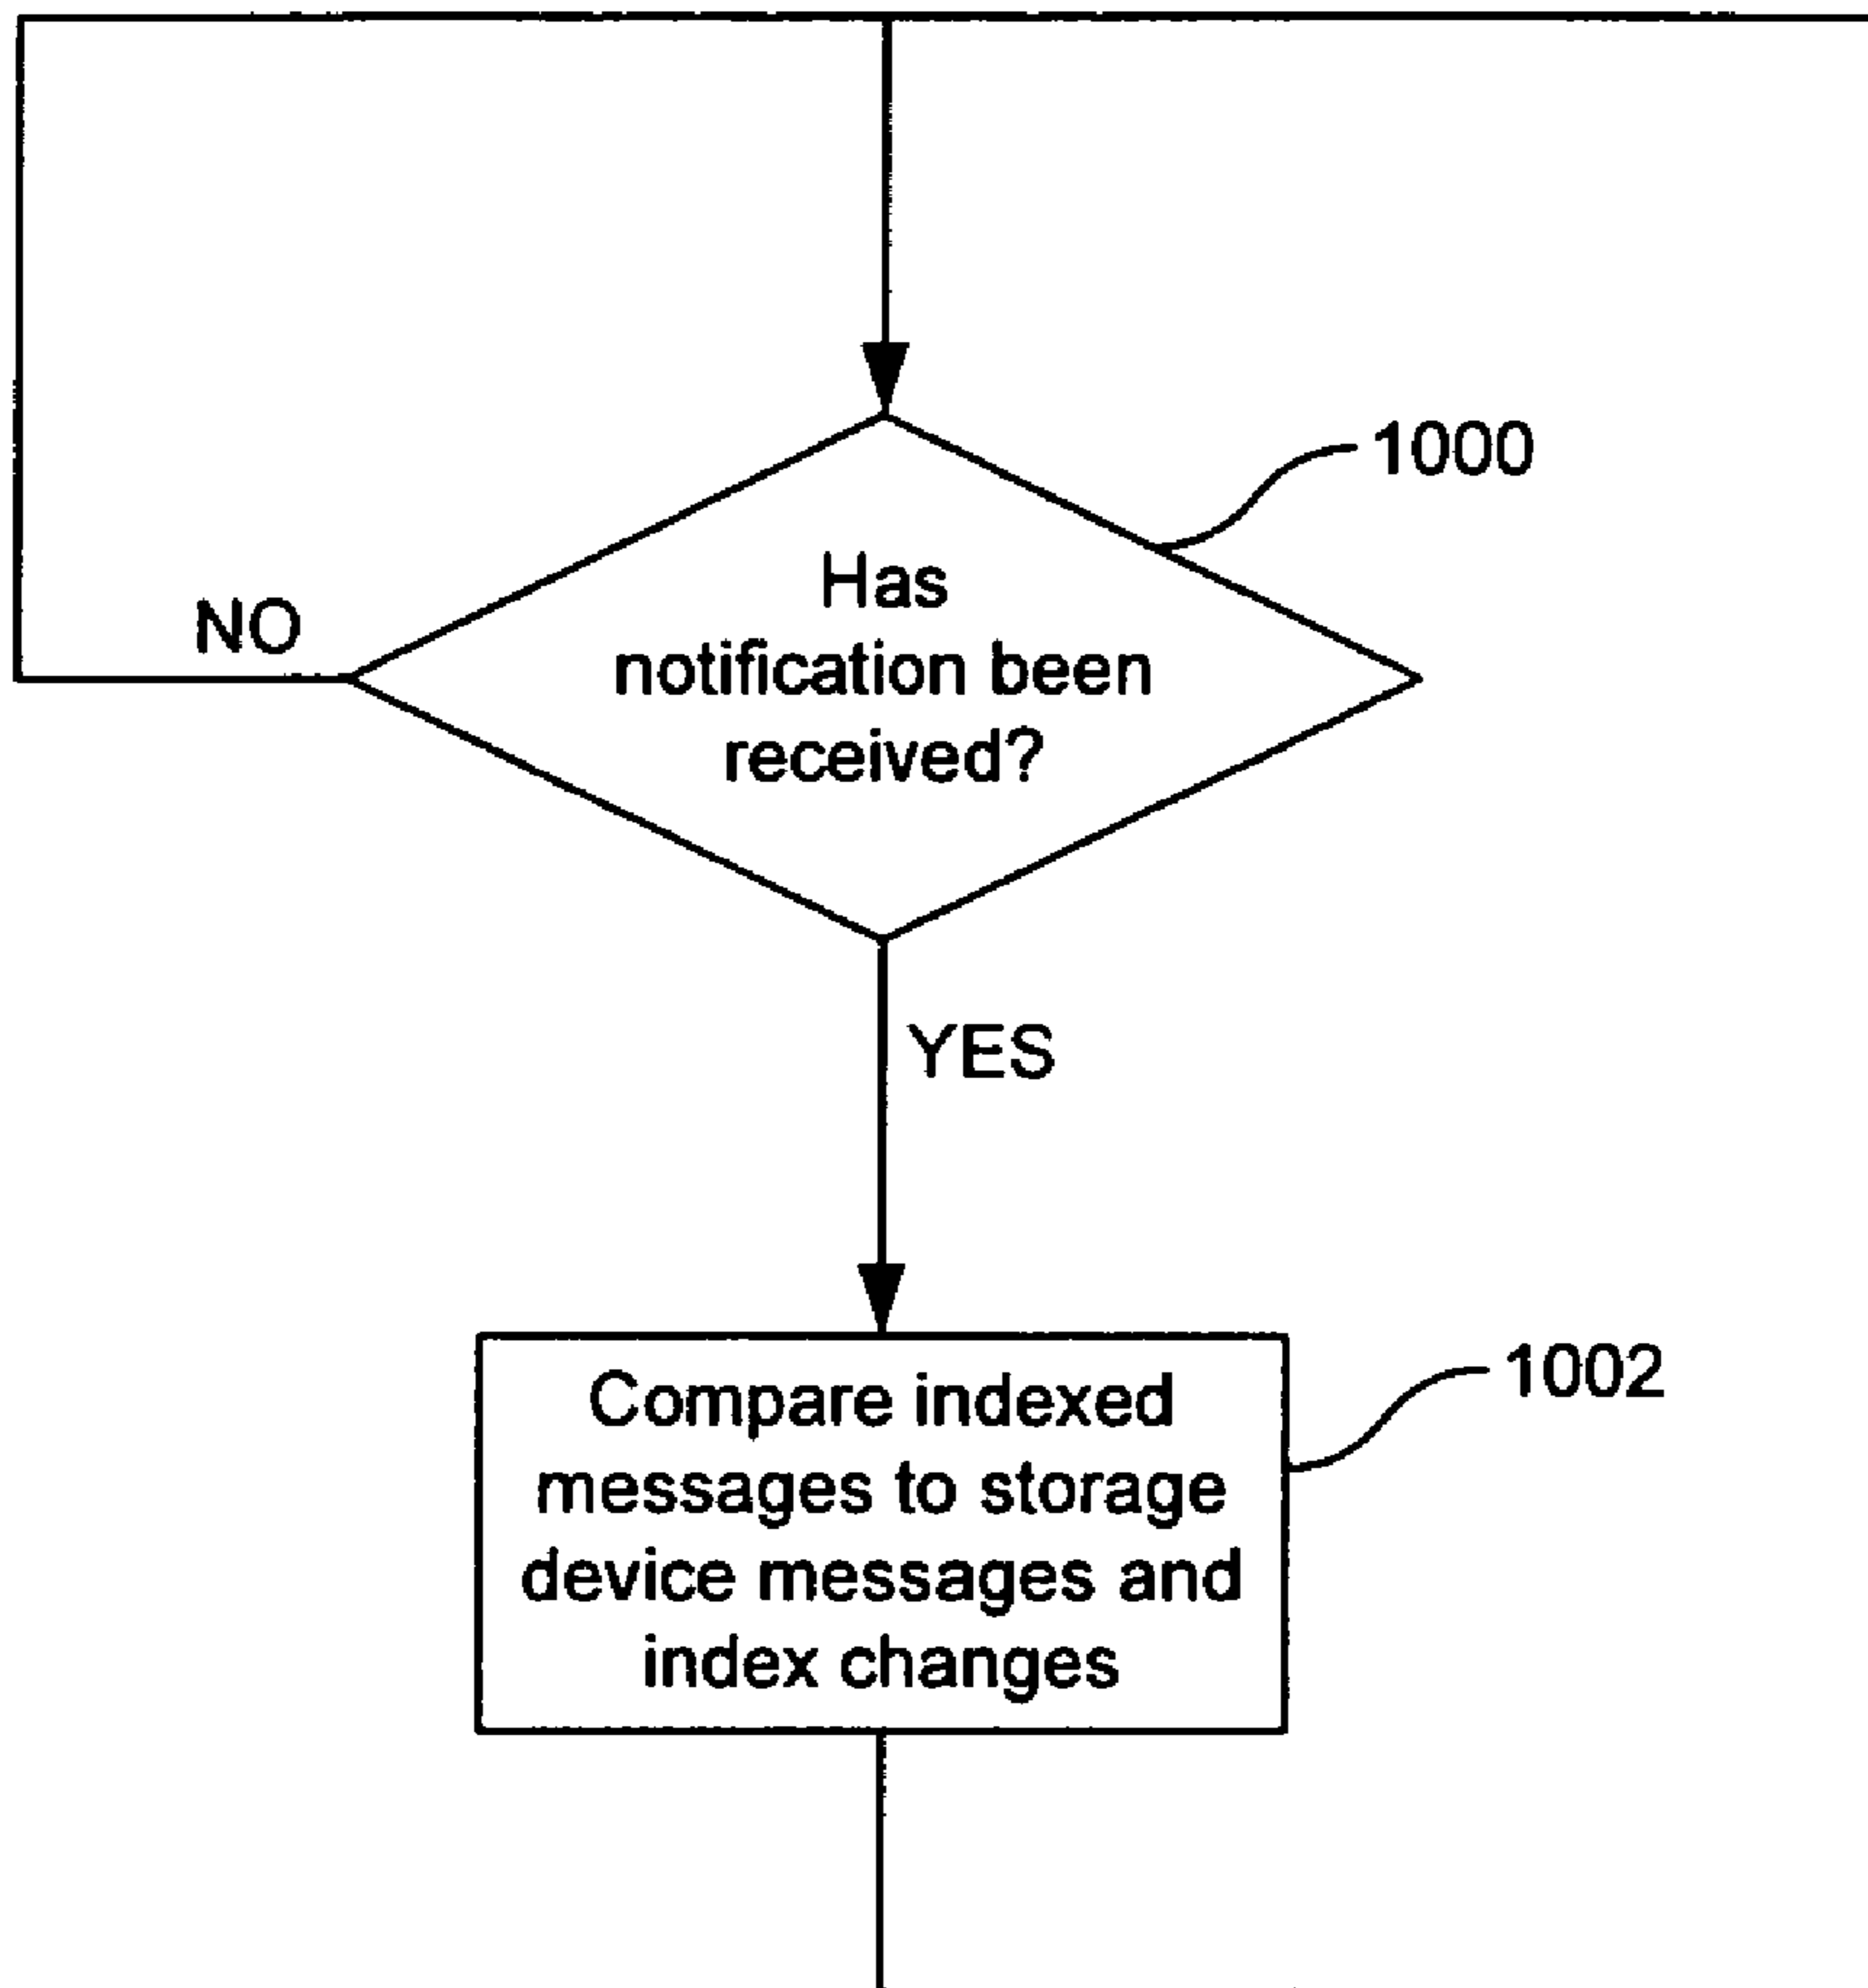 1000
Has
notification been
received?
NO
YES
1002
Compare indexed
messages to storage
device messages and
index changes